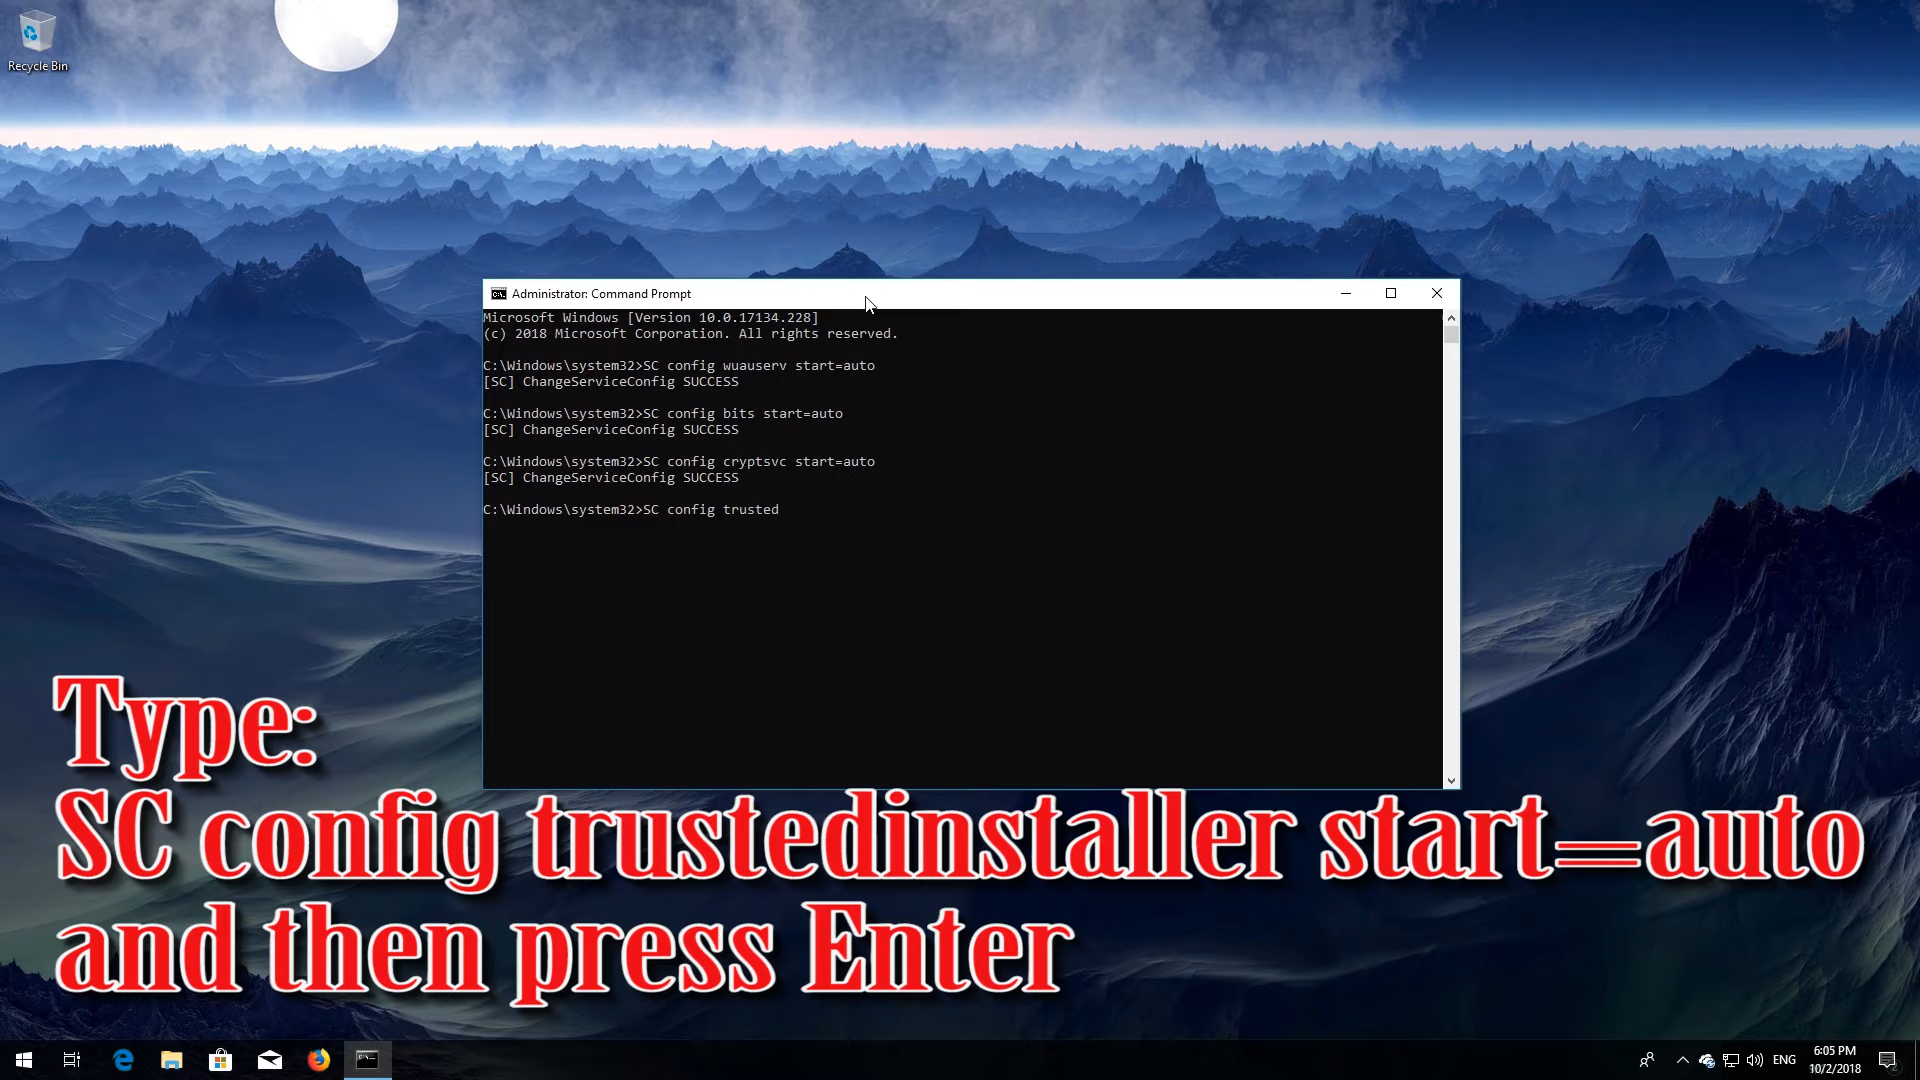 Recycle Bin
Administrator: Command Prompt
Microsoft Windows [Version 10.0.17134.228]
(c) 2018 Microsoft Corporation. All rights reserved.
C:\Windows\system32>SC config wuauserv start=auto
[SC] ChangeServiceConfig SUCCESS
C:\Windows\system32>SC config bits start=auto
[SC] ChangeServiceConfig SUCCESS
C:\Windows\system32>SC config cryptsvc start=auto
[SC] ChangeServiceConfig SUCCESS
C:\Windows\system32>SC config trusted
Type:
SC config trustedinstaller start=auto
and then press Enter
ENG
6:05 PM
10/2/2018